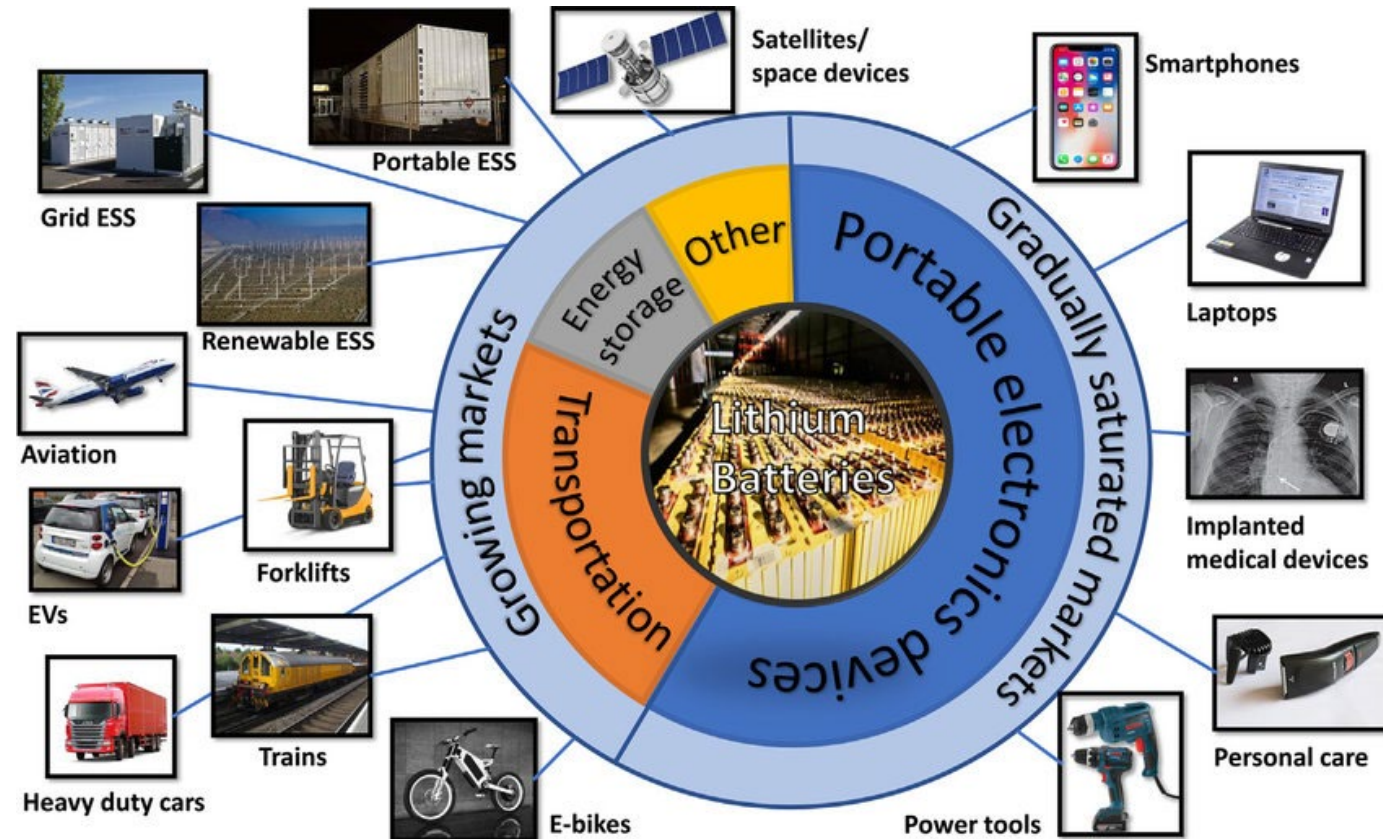 Satellites/
space devices
Smartphones
Portable ESS
Grid ESS
Renewable ESS
Laptops
Aviation
Forklifts
EVs
Implanted
medical devices
Trains
Heavy duty cars
E-bikes
Power tools
Personal care
Growing markets
Gradually saturated markets
Other
Energy
storage
Transportation
Portable electronics devices
Lithium
Batteries